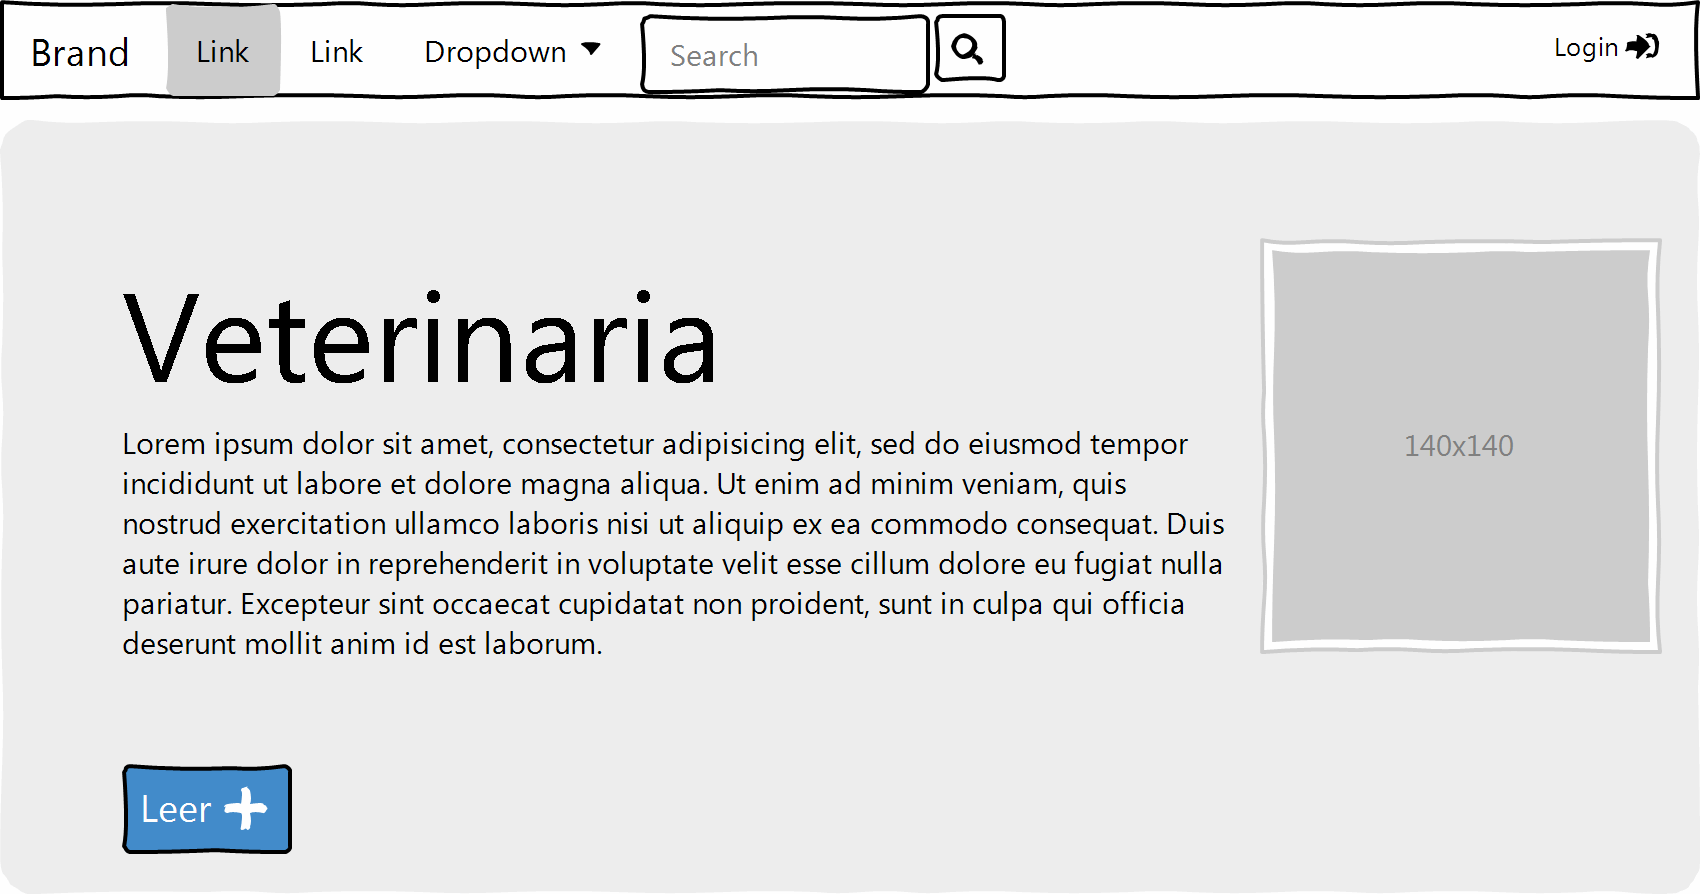 Brand Link Link Dropdown Search Login
Veterinaria
140x140
Lorem ipsum dolor sit amet, consectetur adipisicing elit, sed do eiusmod tempor
incididunt ut labore et dolore magna aliqua. Ut enim ad minim veniam, quis
nostrud exercitation ullamco laboris nisi ut aliquip ex ea commodo consequat. Duis
aute irure dolor in reprehenderit in voluptate velit esse cillum dolore eu fugiat nulla
pariatur. Excepteur sint occaecat cupidatat non proident, sunt in culpa qui officia
deserunt mollit anim id est laborum.
Leer